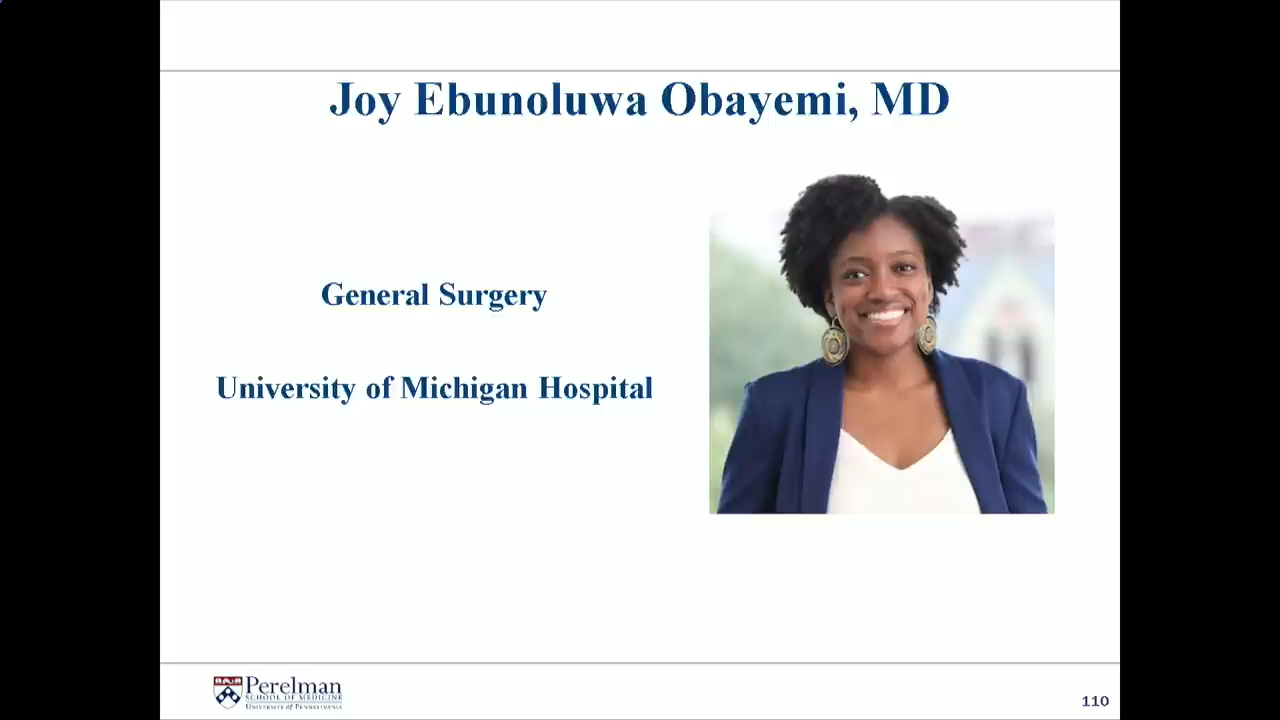 Joy Ebunoluwa Obayemi, MD
General Surgery
University of Michigan Hospital
Perelman
SCHOOL OF MEDICINE
UNIVERSITY of PENNSYLVANIA
110